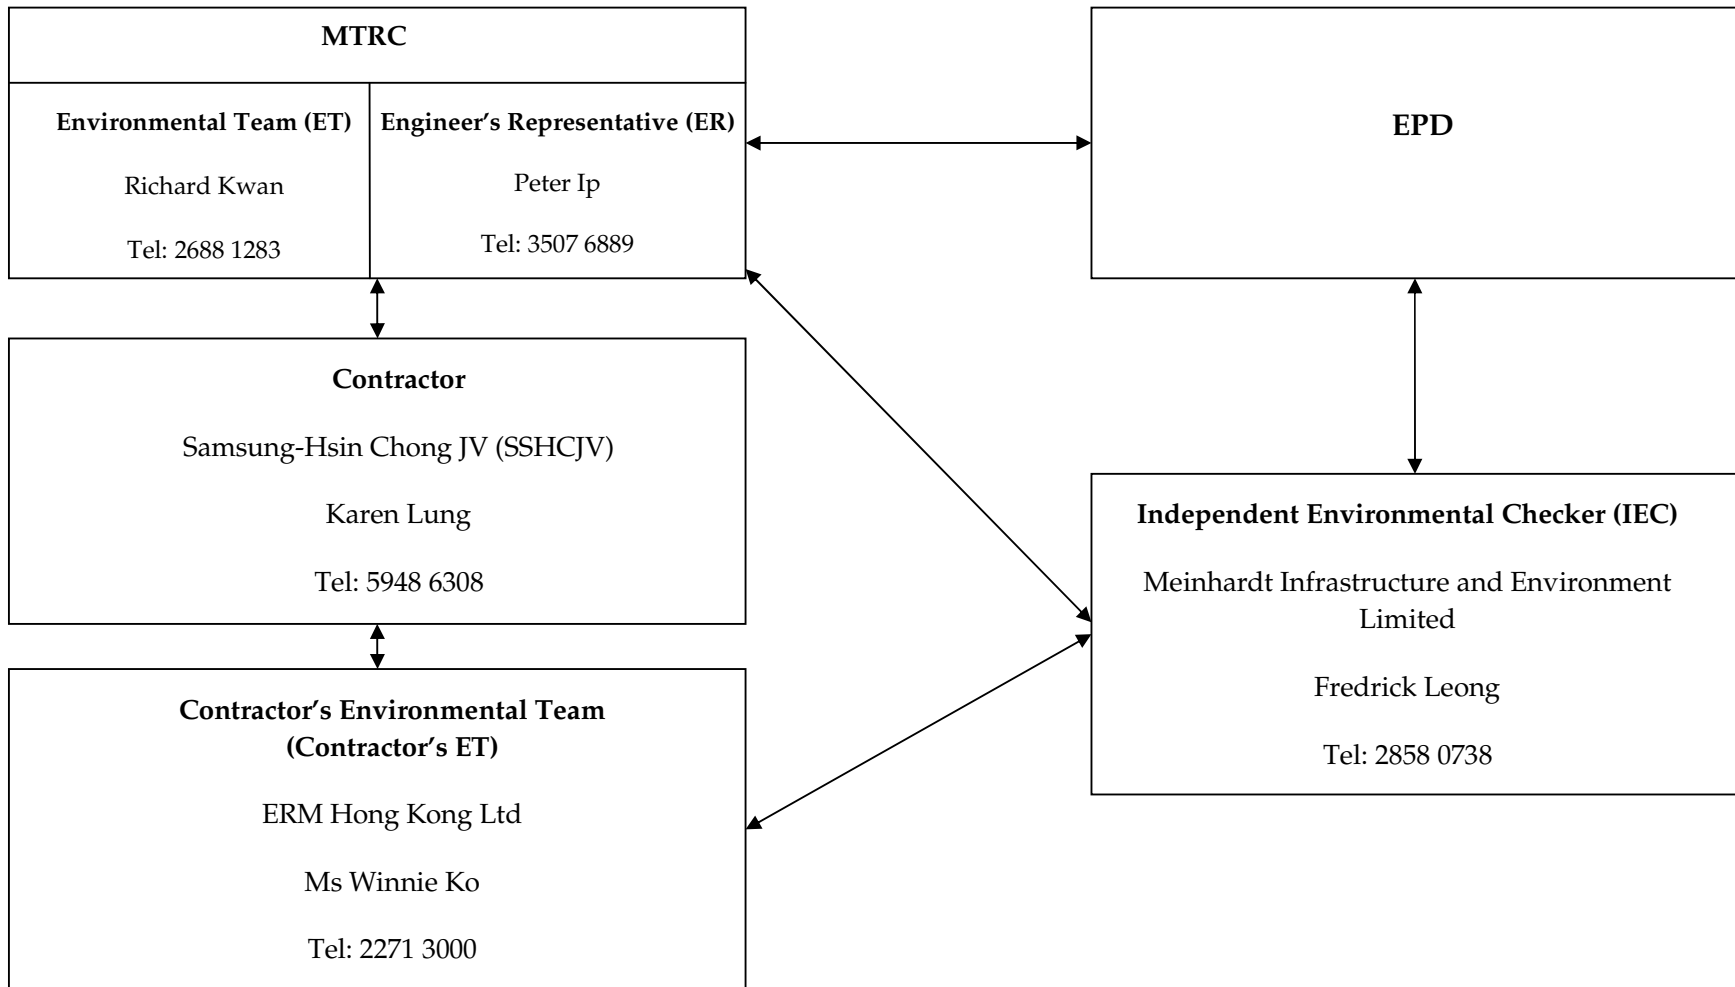 MTRC
Environmental Team (ET)
Richard Kwan
Tel: 2688 1283
Engineer’s Representative (ER)
Peter Ip
Tel: 3507 6889
EPD
Contractor
Samsung-Hsin Chong JV (SSHCJV)
Karen Lung
Tel: 5948 6308
Independent Environmental Checker (IEC)
Meinhardt Infrastructure and Environment
Limited
Fredrick Leong
Tel: 2858 0738
Contractor’s Environmental Team
(Contractor’s ET)
ERM Hong Kong Ltd
Ms Winnie Ko
Tel: 2271 3000